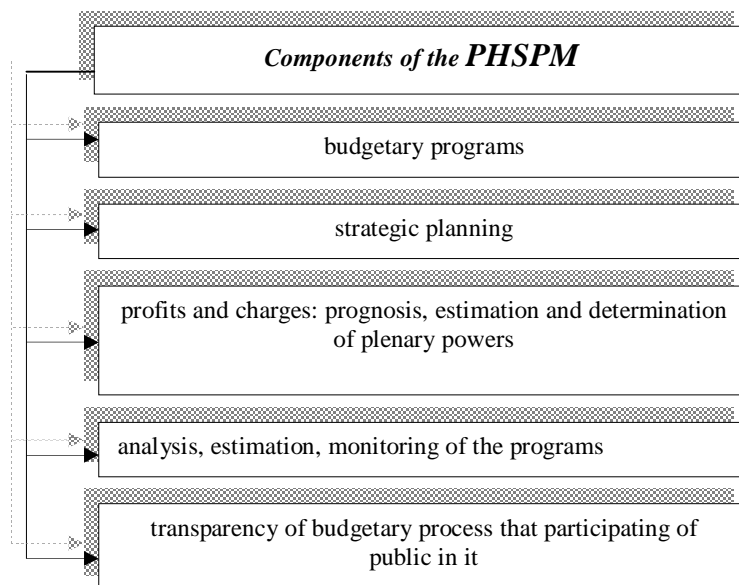 Components of the PHSPM
budgetary programs
strategic planning
profits and charges: prognosis, estimation and determination
of plenary powers
analysis, estimation, monitoring of the programs
transparency of budgetary process that participating of
public in it